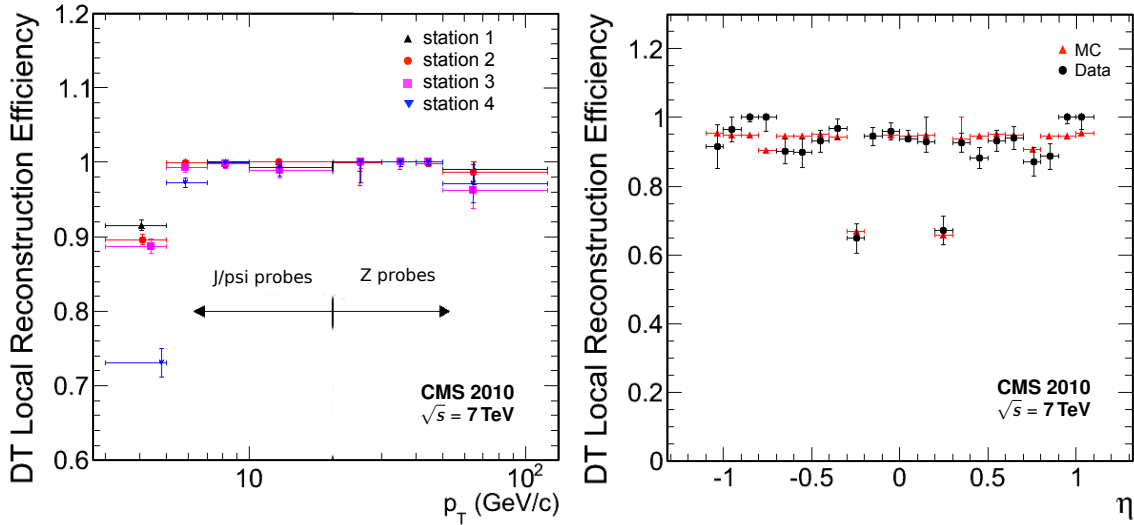 DT Local Reconstruction Efficiency
1.2
1.1
1
0.9
0.8
0.7
0.6
station 1
station 2
station 3
station 4
J/psi probes
Z probes
CMS 2010
√s = 7 TeV
10
10²
p_T (GeV/c)
DT Local Reconstruction Efficiency
1.2
1
0.8
0.6
0.4
0.2
0
MC
Data
CMS 2010
√s = 7 TeV
-1
-0.5
0
0.5
1
η